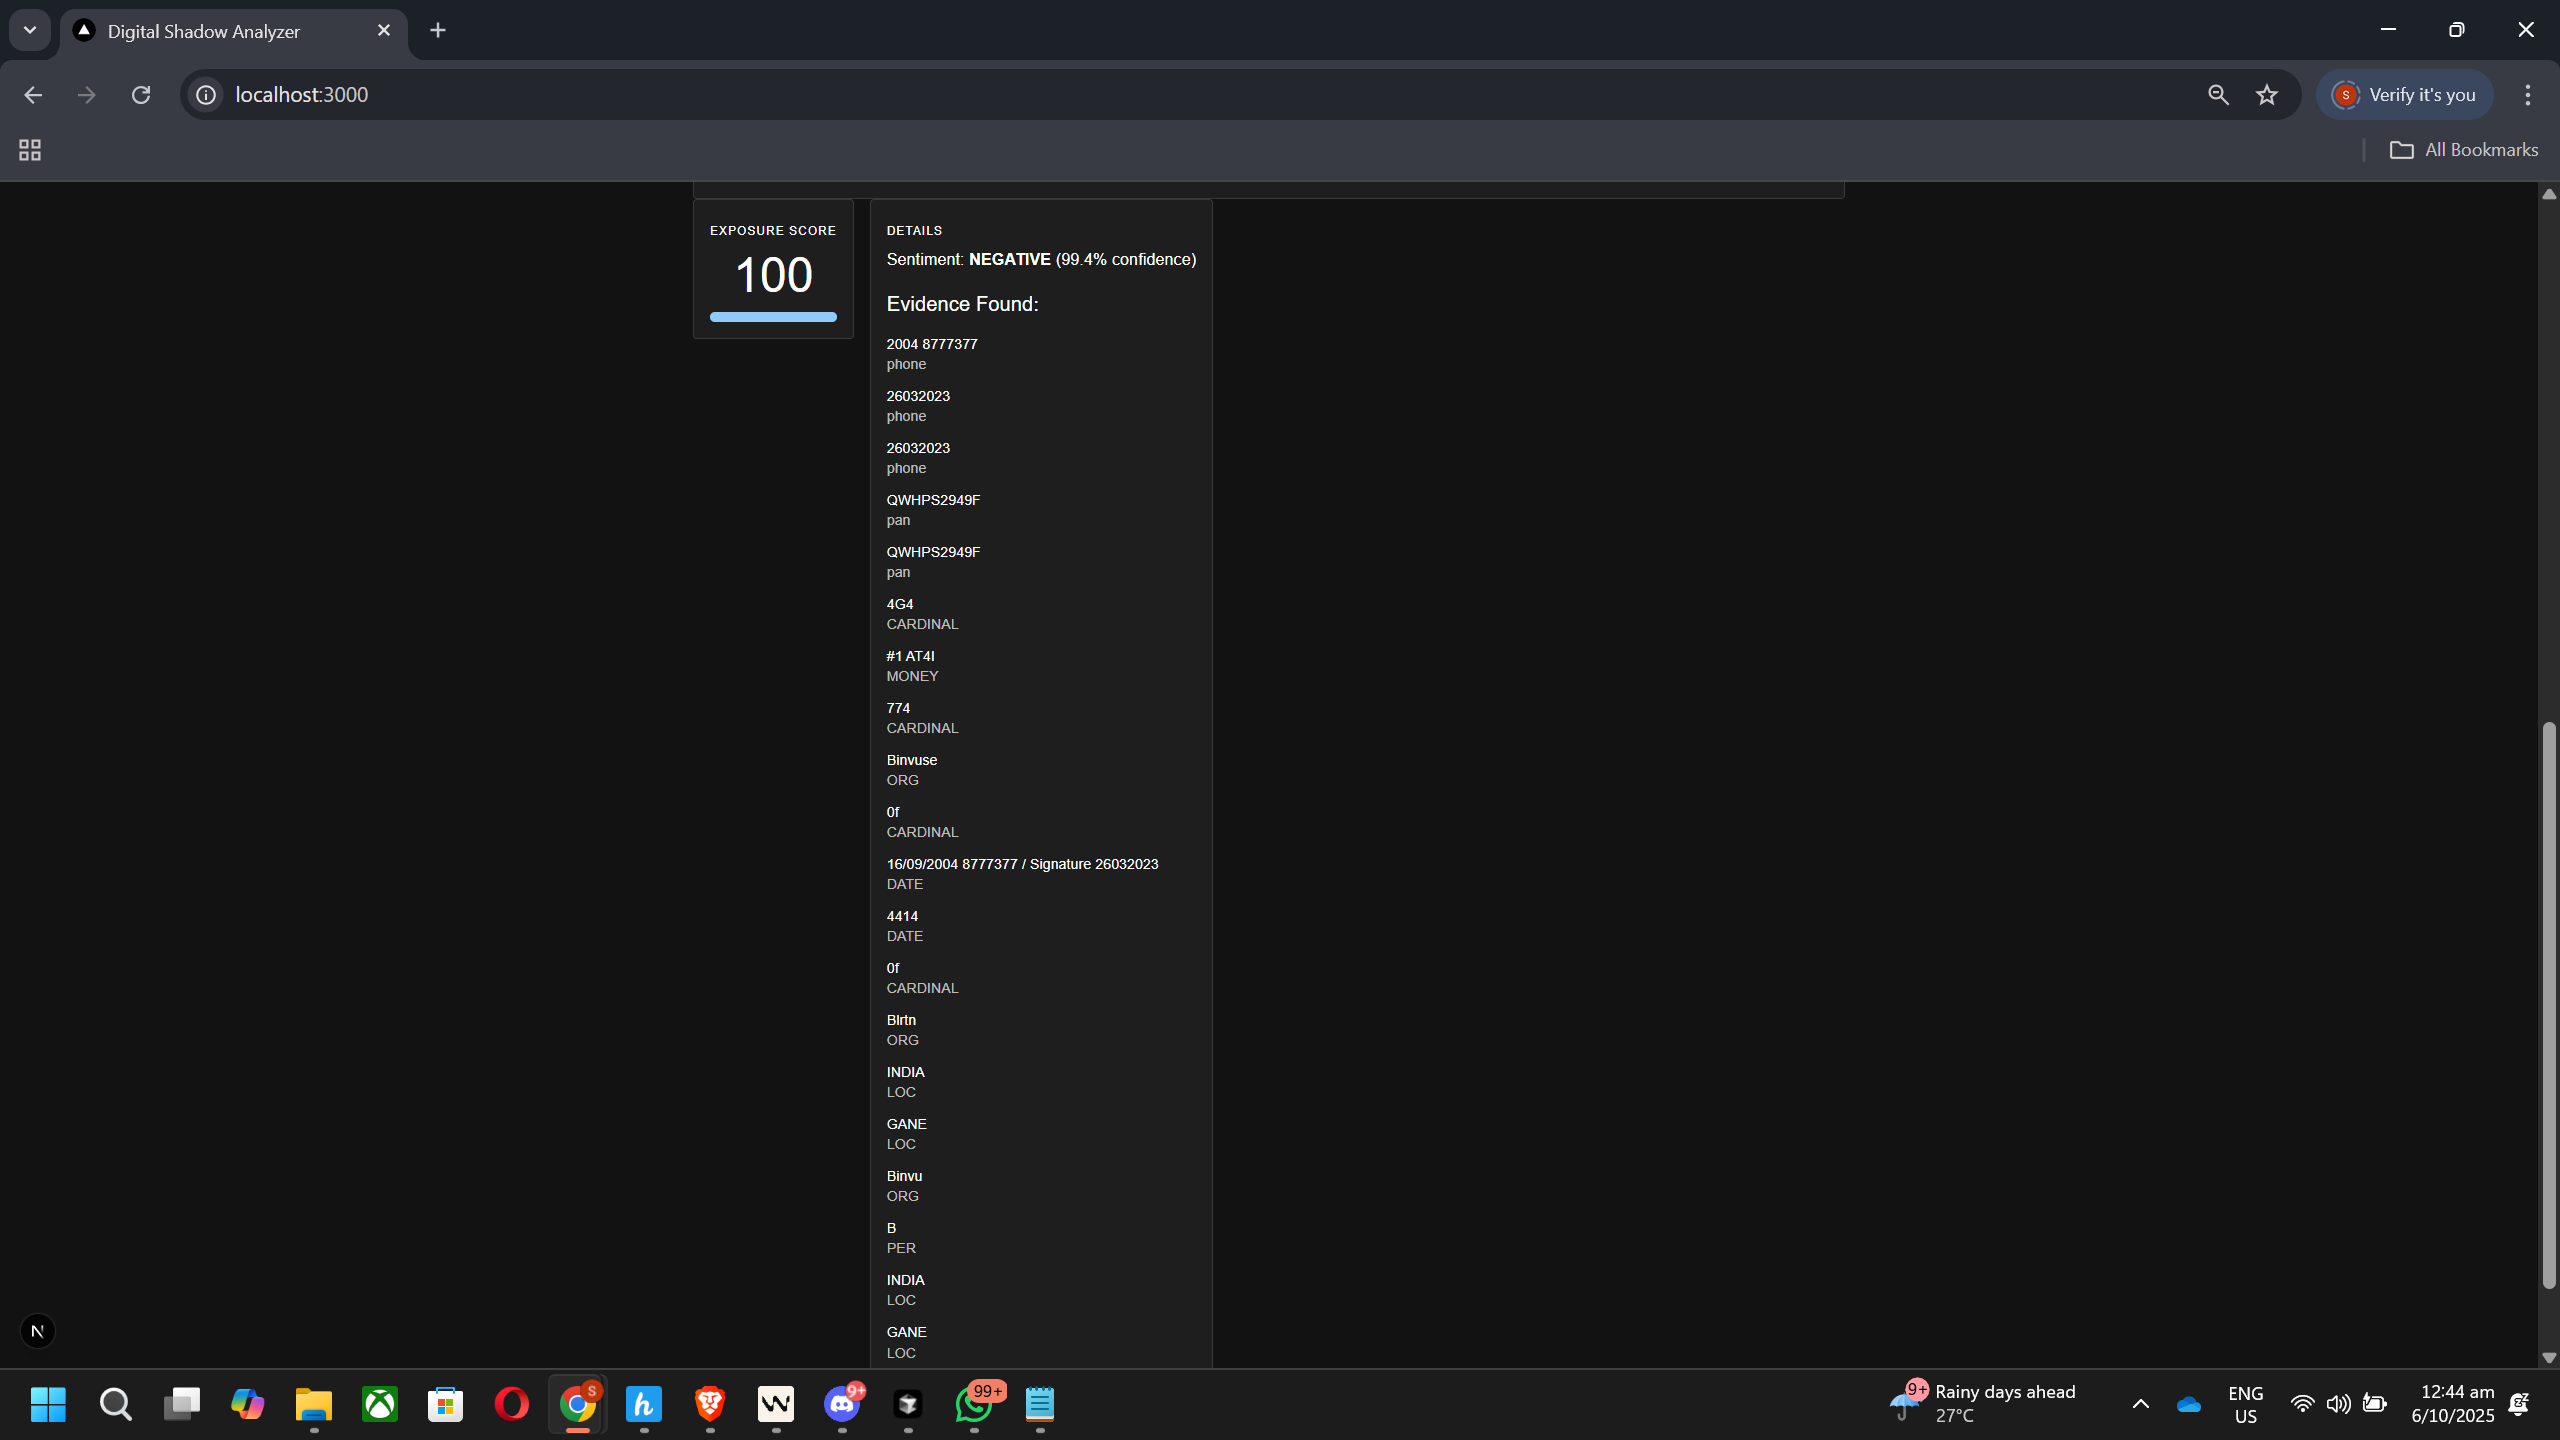 Digital Shadow Analyzer
localhost:3000
S
Verify it's you
All Bookmarks
EXPOSURE SCORE
100
DETAILS
Sentiment: NEGATIVE (99.4% confidence)
Evidence Found:
2004 8777377
phone
26032023
phone
26032023
phone
QWHPS2949F
pan
QWHPS2949F
pan
4G4
CARDINAL
#1 AT4I
MONEY
774
CARDINAL
Binvuse
ORG
0f
CARDINAL
16/09/2004 8777377 / Signature 26032023
DATE
4414
DATE
0f
CARDINAL
Blrtn
ORG
INDIA
LOC
GANE
LOC
Binvu
ORG
B
PER
INDIA
LOC
GANE
LOC
N
S
h
W
9+
99+
9+
Rainy days ahead
27°C
ENG
US
12:44 am
6/10/2025